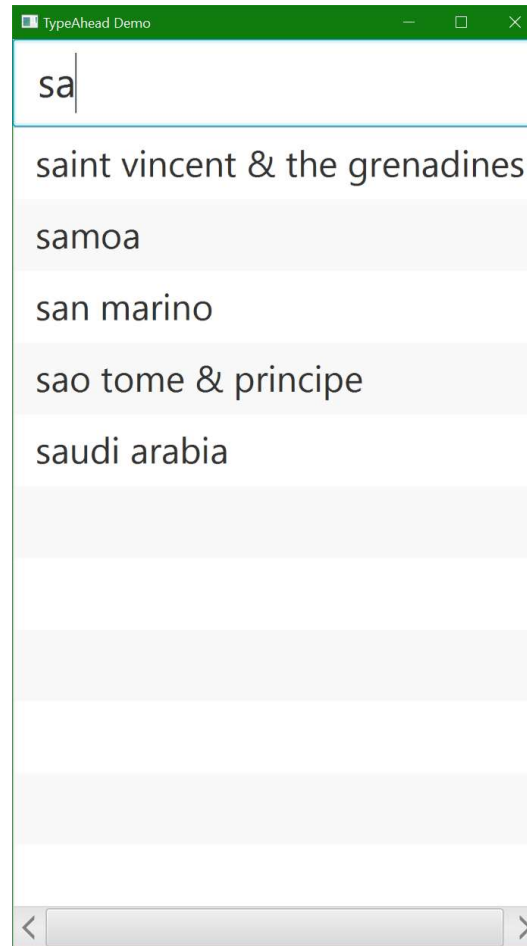 TypeAhead Demo
sa
saint vincent & the grenadines
samoa
san marino
sao tome & principe
saudi arabia